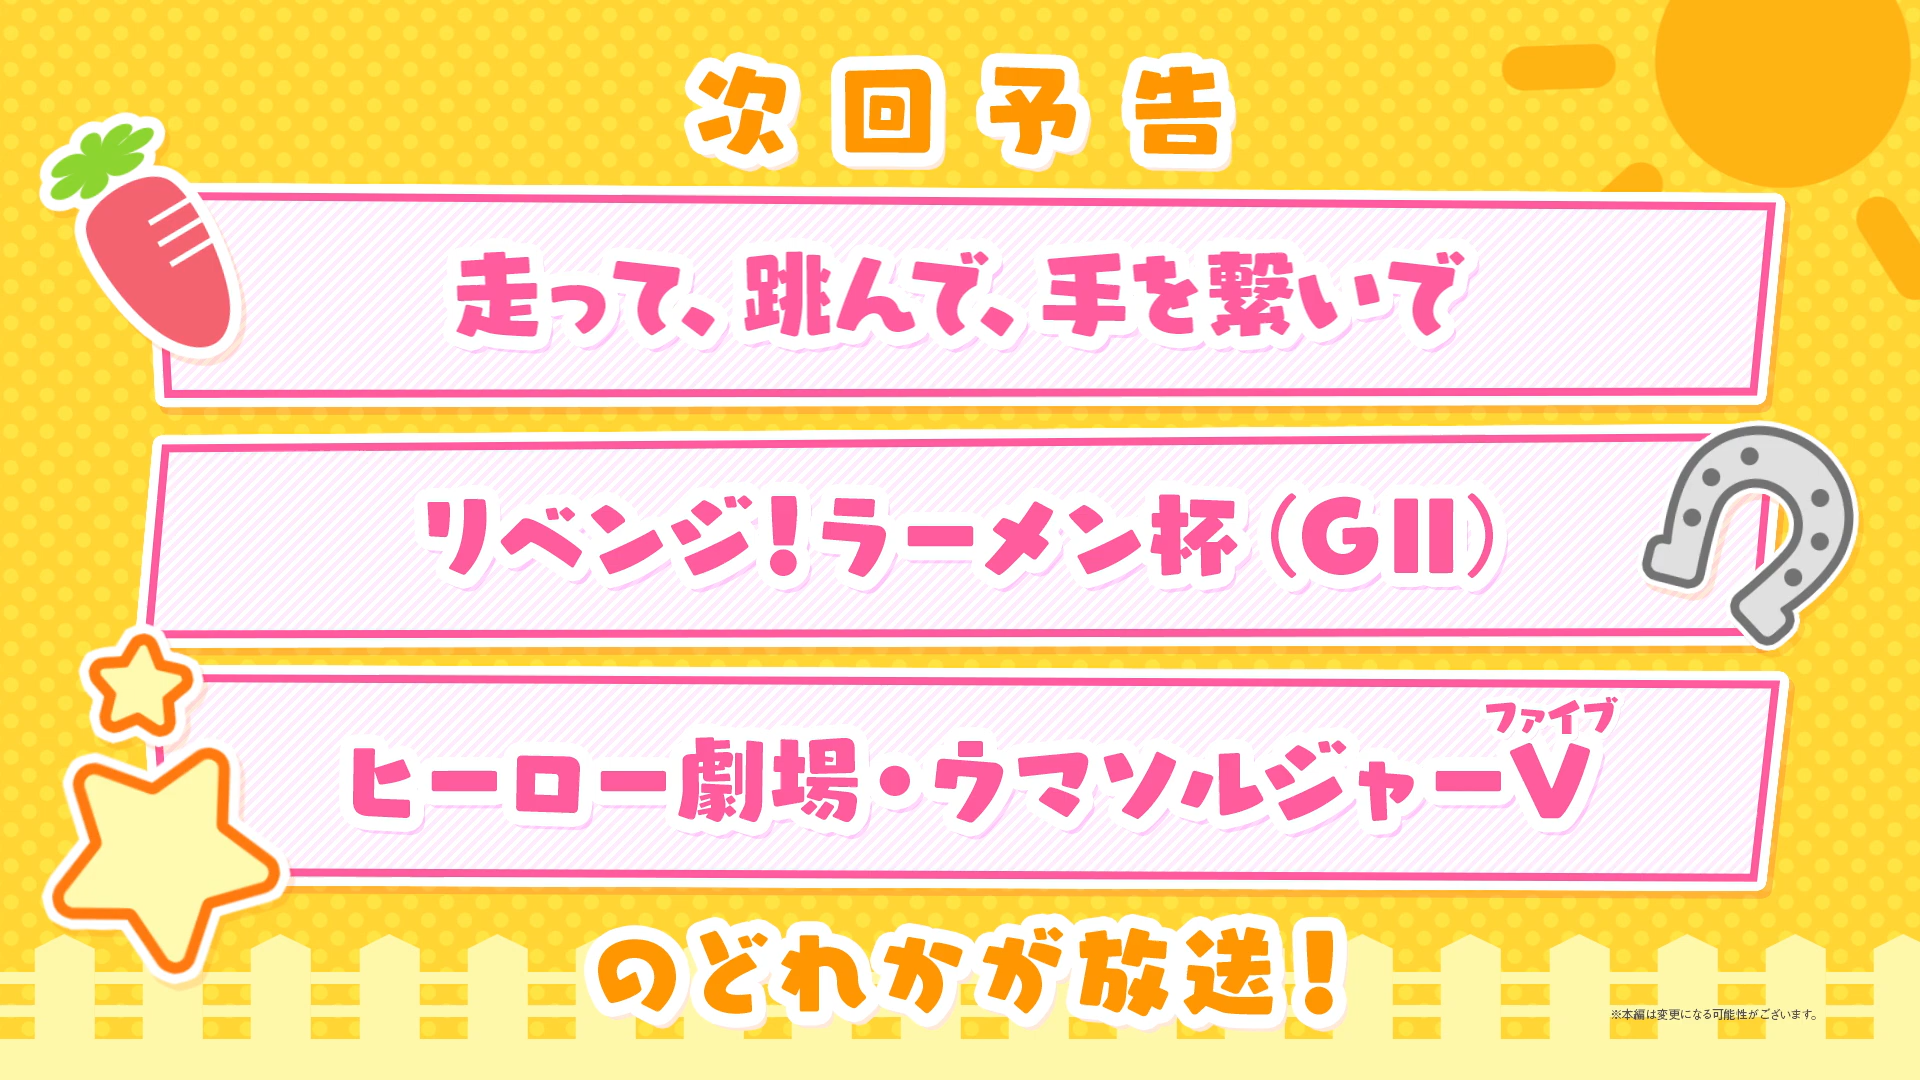 次回予告
走って、跳んで、手を繋いで
リベンジ!ラーメン杯(GII)
ファイブ
ヒーロー劇場・ウマソルジャーV
のどれかが放送!
※本編は変更になる可能性がございます。